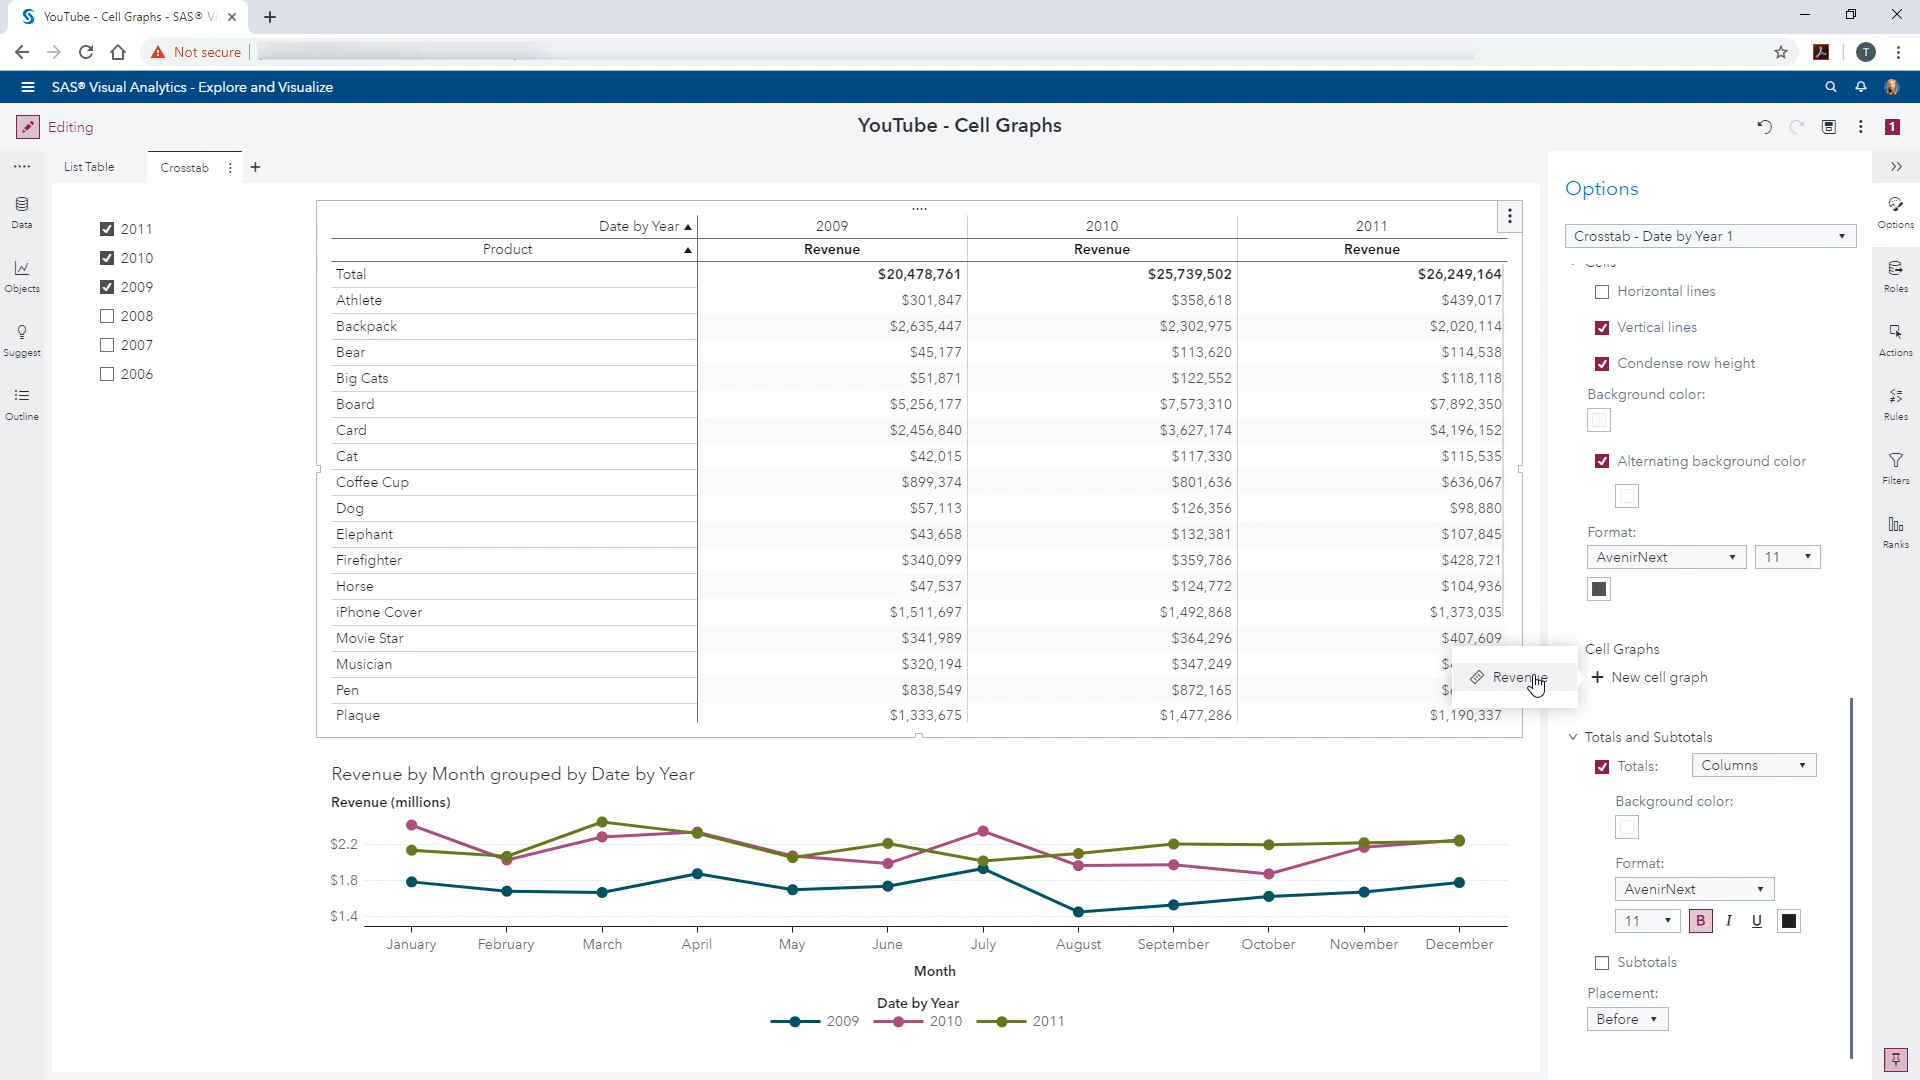 YouTube - Cell Graphs - SAS® Vi
Not secure
T
SAS® Visual Analytics - Explore and Visualize
Editing
YouTube - Cell Graphs
1
List Table
Crosstab
Data
Objects
Suggest
Outline
2011
2010
2009
2008
2007
2006
Date by Year 2009 2010 2011
Product Revenue Revenue Revenue
Total $20,478,761 $25,739,502 $26,249,164
Athlete $301,847 $358,618 $439,017
Backpack $2,635,447 $2,302,975 $2,020,114
Bear $45,177 $113,620 $114,538
Big Cats $51,871 $122,552 $118,118
Board $5,256,177 $7,573,310 $7,892,350
Card $2,456,840 $3,627,174 $4,196,152
Cat $42,015 $117,330 $115,535
Coffee Cup $899,374 $801,636 $636,067
Dog $57,113 $126,356 $98,880
Elephant $43,658 $132,381 $107,845
Firefighter $340,099 $359,786 $428,721
Horse $47,537 $124,772 $104,936
iPhone Cover $1,511,697 $1,492,868 $1,373,035
Movie Star $341,989 $364,296 $407,609
Musician $320,194 $347,249
Pen $838,549 $872,165
Plaque $1,333,675 $1,477,286 $1,190,337
Revenue
Revenue by Month grouped by Date by Year
Revenue (millions)
$2.2
$1.8
$1.4
January February March April May June July August September October November December
Month
Date by Year
2009 2010 2011
Options
Crosstab - Date by Year 1
Cells
Horizontal lines
Vertical lines
Condense row height
Background color:
Alternating background color
Format:
AvenirNext 11
Cell Graphs
+ New cell graph
Totals and Subtotals
Totals: Columns
Background color:
Format:
AvenirNext
11 B I U
Subtotals
Placement:
Before
Options
Roles
Actions
Rules
Filters
Ranks